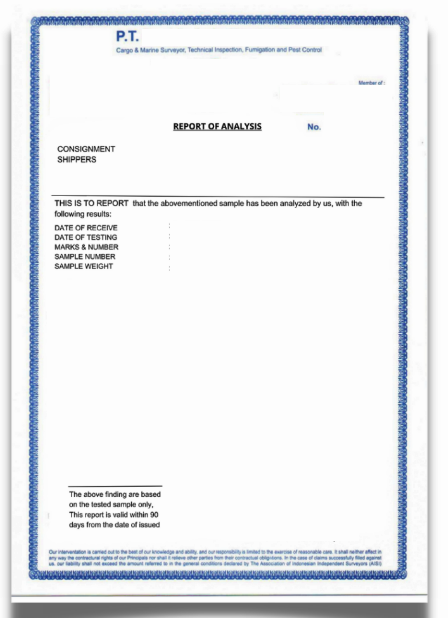 P.T.
Cargo & Marine Surveyor, Technical Inspection, Fumigation and Pest Control
Member of :
REPORT OF ANALYSIS No.
CONSIGNMENT
SHIPPERS
THIS IS TO REPORT that the abovementioned sample has been analyzed by us, with the
following results:
DATE OF RECEIVE :
DATE OF TESTING :
MARKS & NUMBER :
SAMPLE NUMBER :
SAMPLE WEIGHT :
The above finding are based
on the tested sample only,
This report is valid within 90
days from the date of issued
Our Interventation is carried out to the best of our knowledge and ability, and our responsibility is limited to the exercise of reasonable care. It shall neither affect in
any way the contractural rights of our Principals nor shall it relieve other parties from their contractual obligations. In the case of claims successfully filed against
us, our liability shall not exceed the amount referred to in the general conditions declared by The Association of Indonesian Independent Surveyors (AISI)